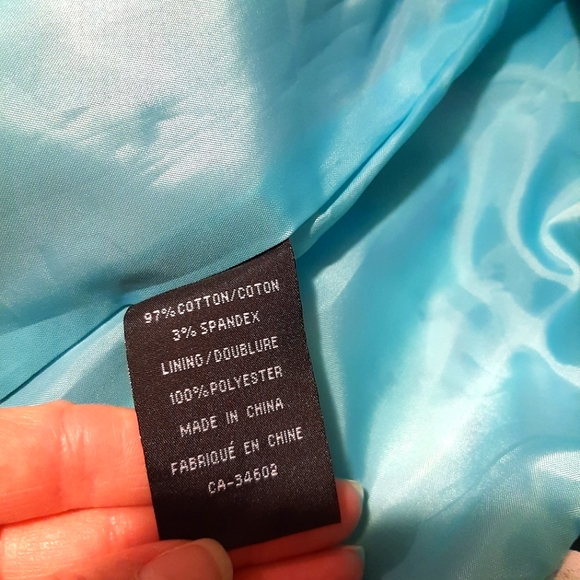 97% COTTON/COTON
3% SPANDEX
LINING/DOUBLURE
100% POLYESTER
MADE IN CHINA
FABRIQUÉ EN CHINE
CA-34602